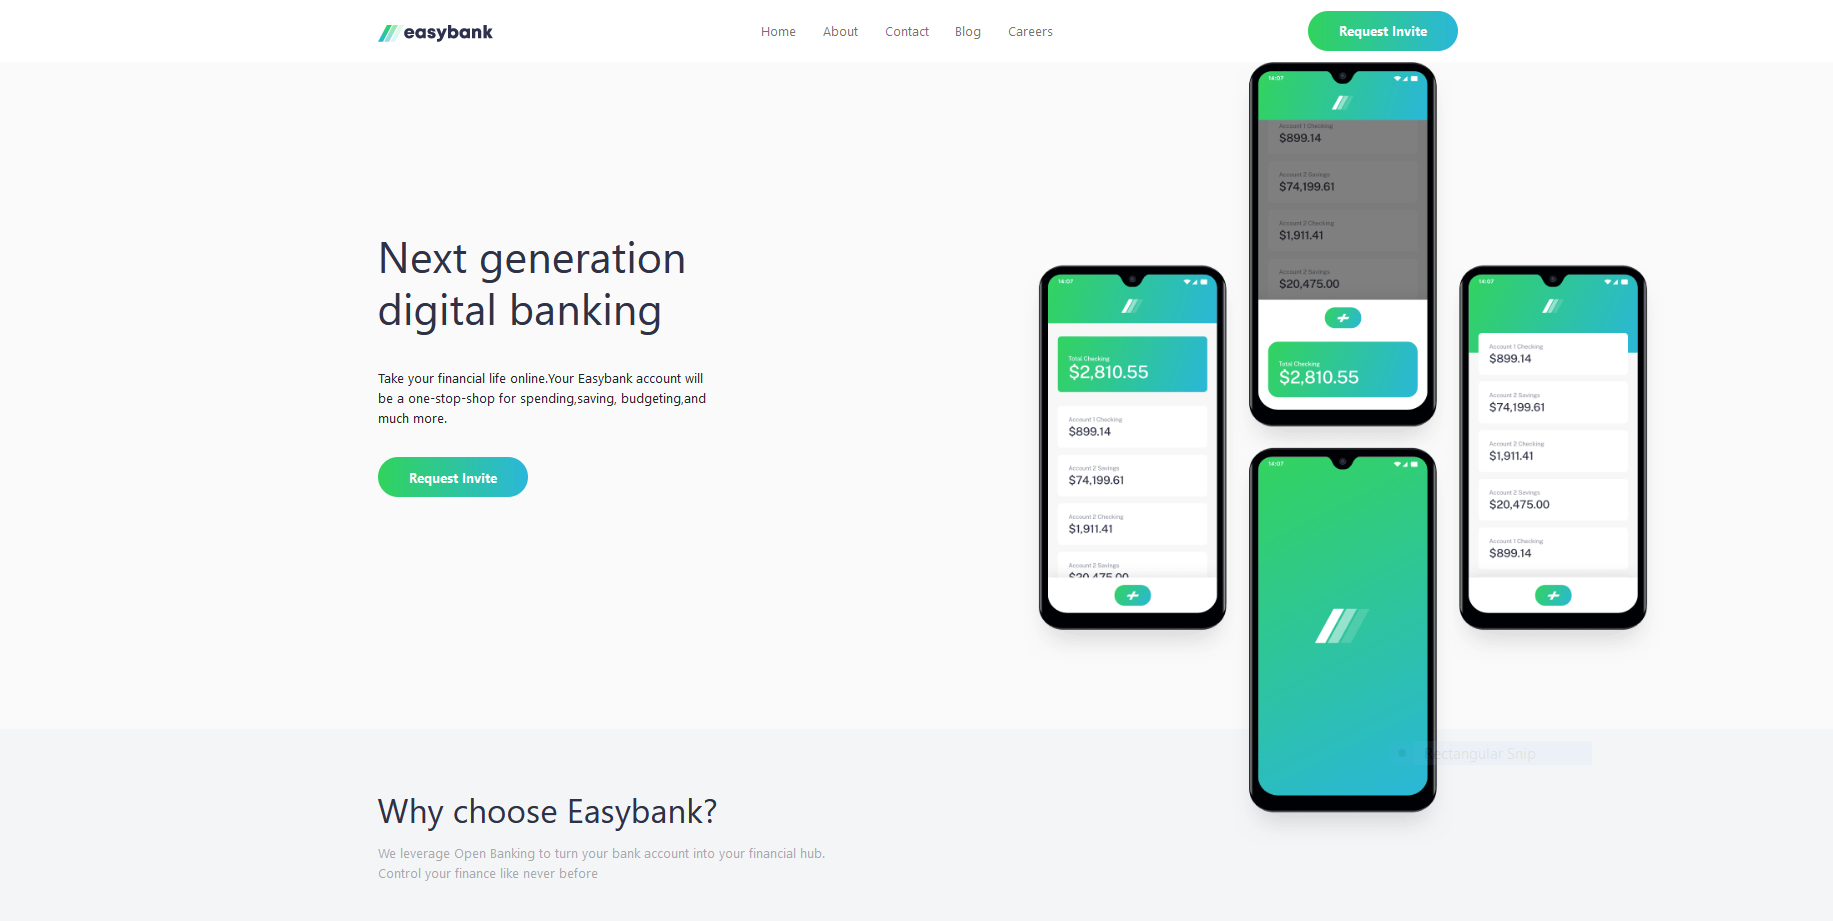 easybank
Home About Contact Blog Careers
Request Invite
Next generation
digital banking
Take your financial life online.Your Easybank account will
be a one-stop-shop for spending,saving, budgeting,and
much more.
Request Invite
14:07
Account 1 Checking
$899.14
Account 2 Savings
$74,199.61
Account 2 Checking
$1,911.41
Account 2 Savings
$20,475.00
Total Checking
$2,810.55
14:07
Total Checking
$2,810.55
Account 1 Checking
$899.14
Account 2 Savings
$74,199.61
Account 2 Checking
$1,911.41
Account 2 Savings
$20,475.00
14:07
Account 1 Checking
$899.14
Account 2 Savings
$74,199.61
Account 2 Checking
$1,911.41
Account 2 Savings
$20,475.00
Account 1 Checking
$899.14
14:07
Rectangular Snip
Why choose Easybank?
We leverage Open Banking to turn your bank account into your financial hub.
Control your finance like never before